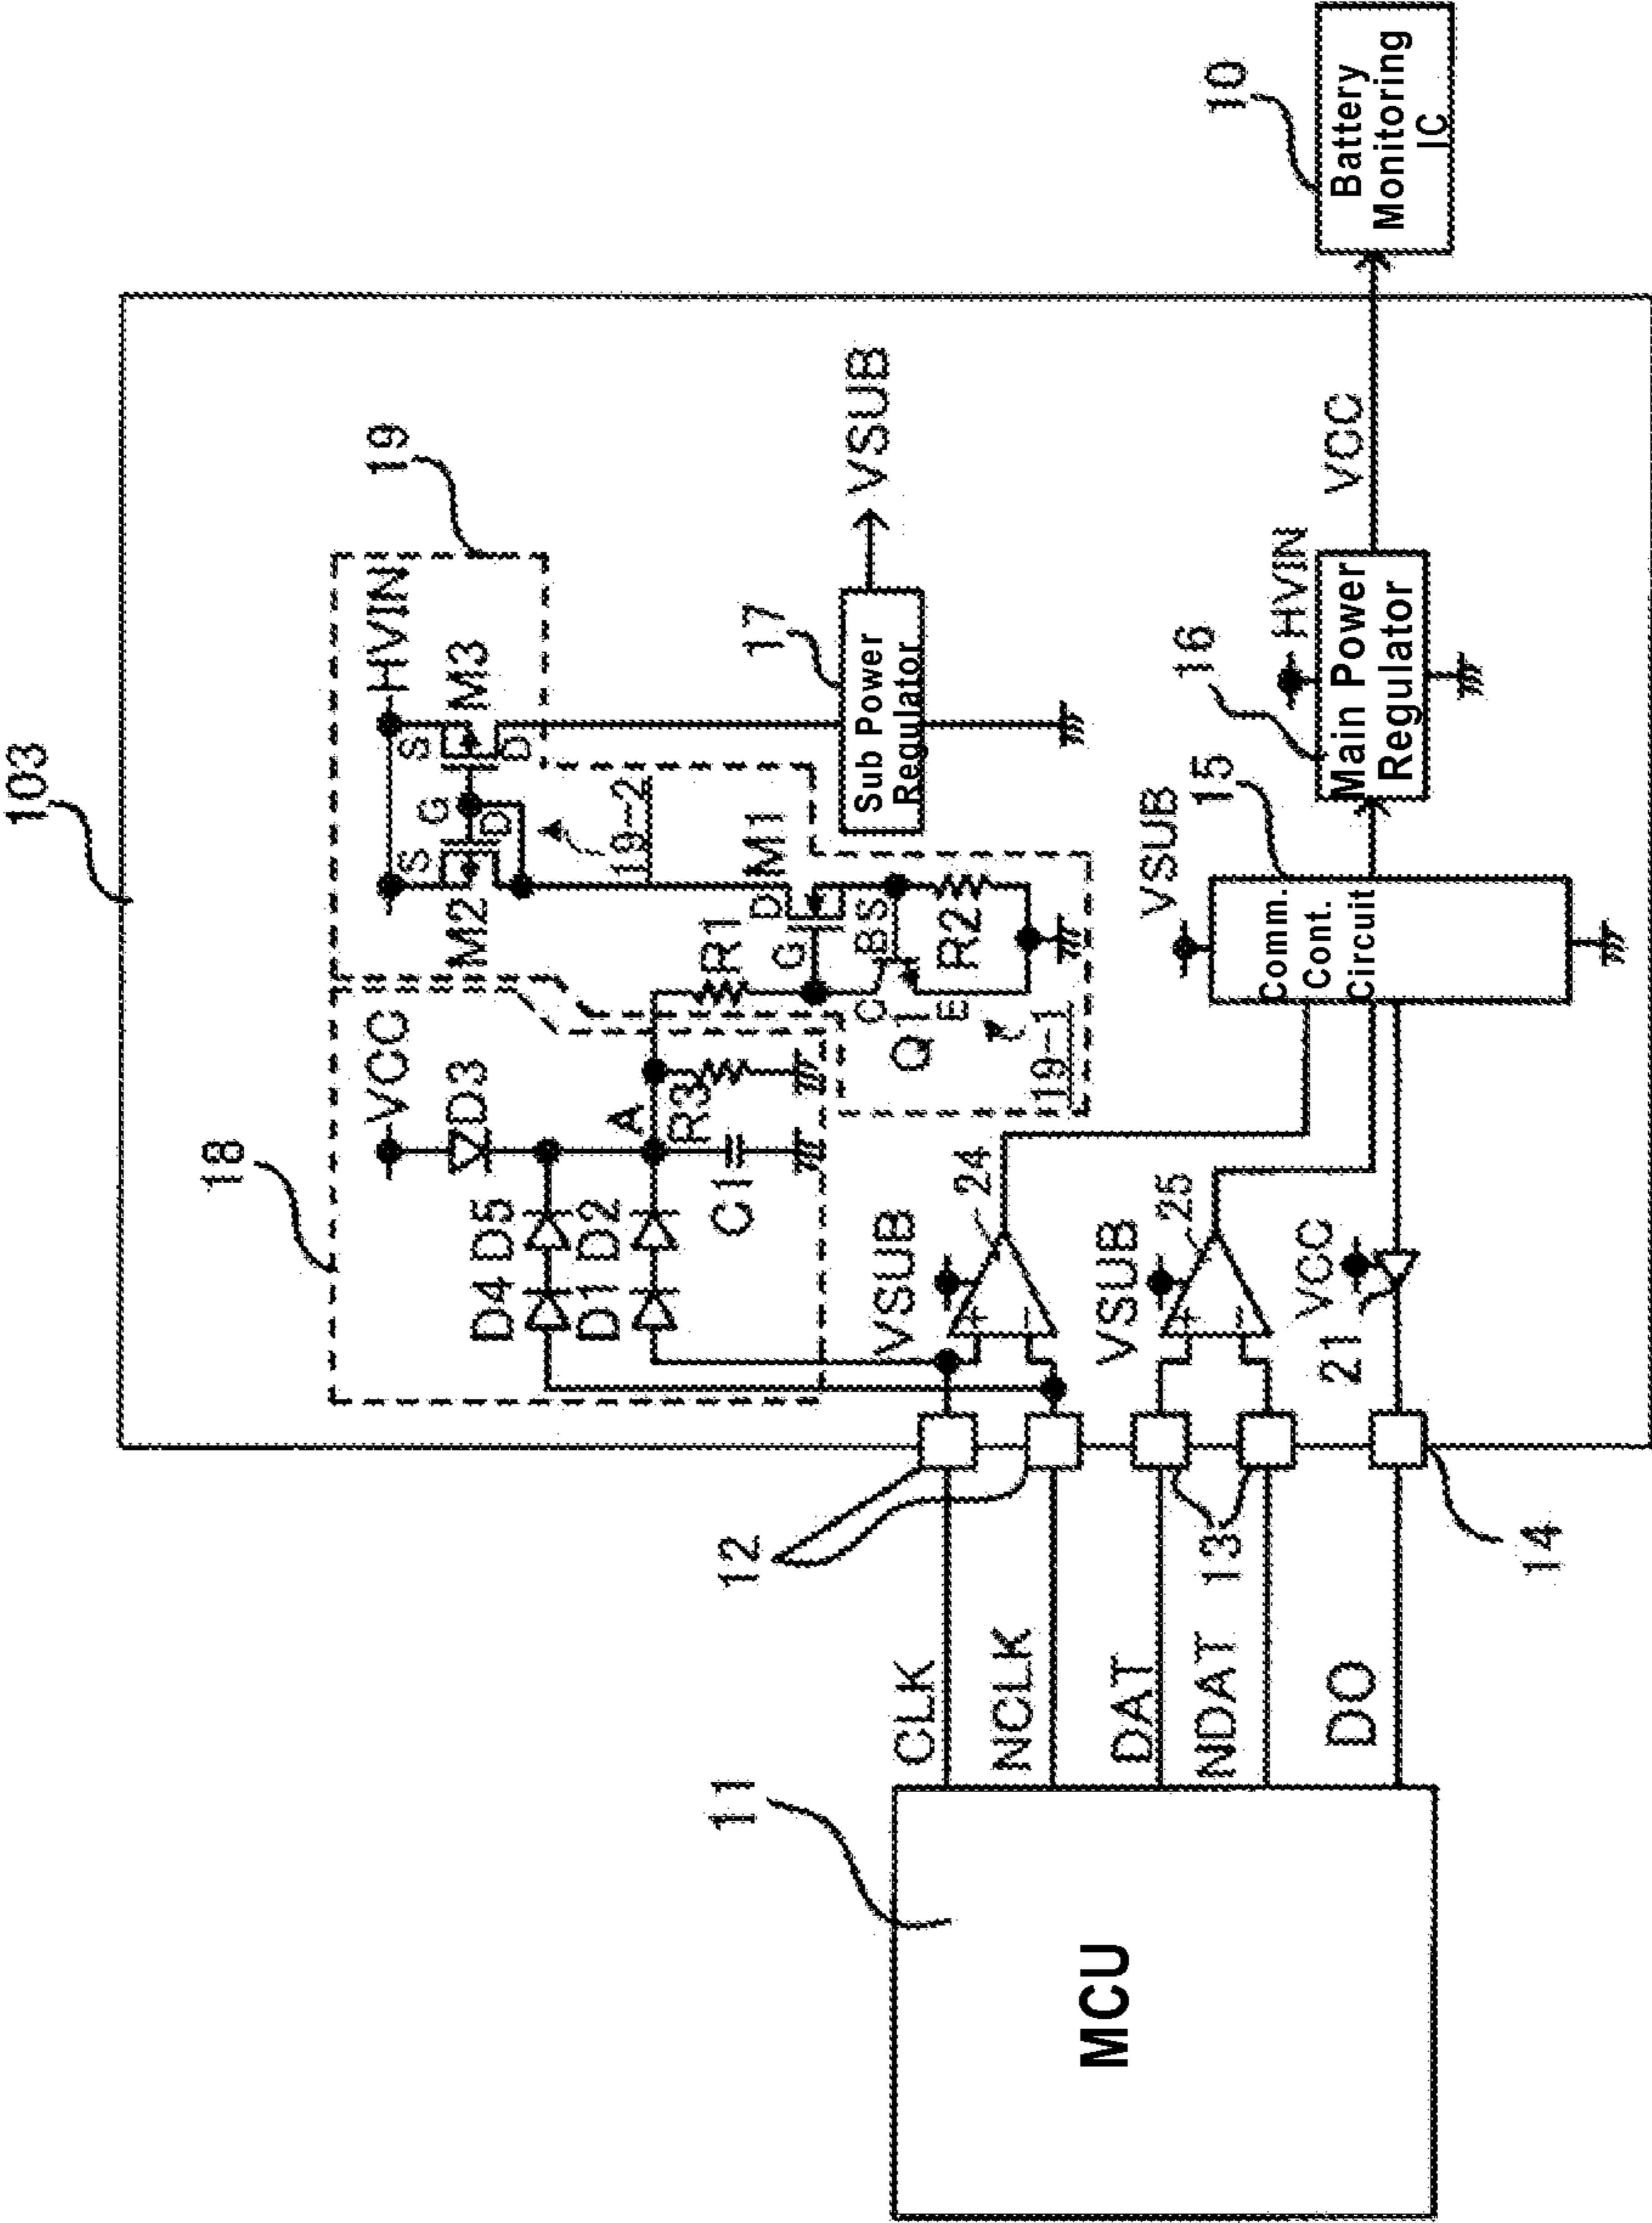 103
18
19
VCC
HVIN
D4
D5
D3
M2
S
G
S
M3
D
D
D1
D2
A
19-2
R3
R1
D
M1
C1
G
17
Sub Power
Regulator
VSUB
C
B
S
Q1
E
R2
19-1
VSUB
24
+
−
12
CLK
NCLK
11
MCU
VSUB
25
+
−
DAT
13
NDAT
VSUB
15
Comm.
Cont.
Circuit
16
HVIN
Main Power
Regulator
VCC
10
Battery
Monitoring
IC
VCC
21
DO
14